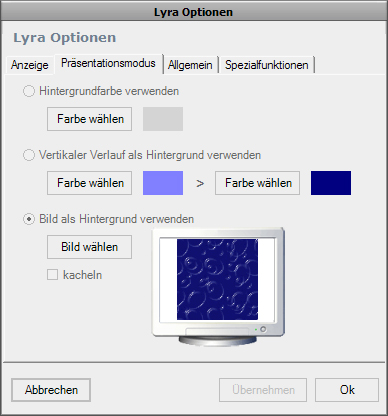 Lyra Optionen
Lyra Optionen
Anzeige Präsentationsmodus Allgemein Spezialfunktionen
Hintergrundfarbe verwenden
Farbe wählen
Vertikaler Verlauf als Hintergrund verwenden
Farbe wählen > Farbe wählen
Bild als Hintergrund verwenden
Bild wählen
kacheln
Abbrechen Übernehmen Ok